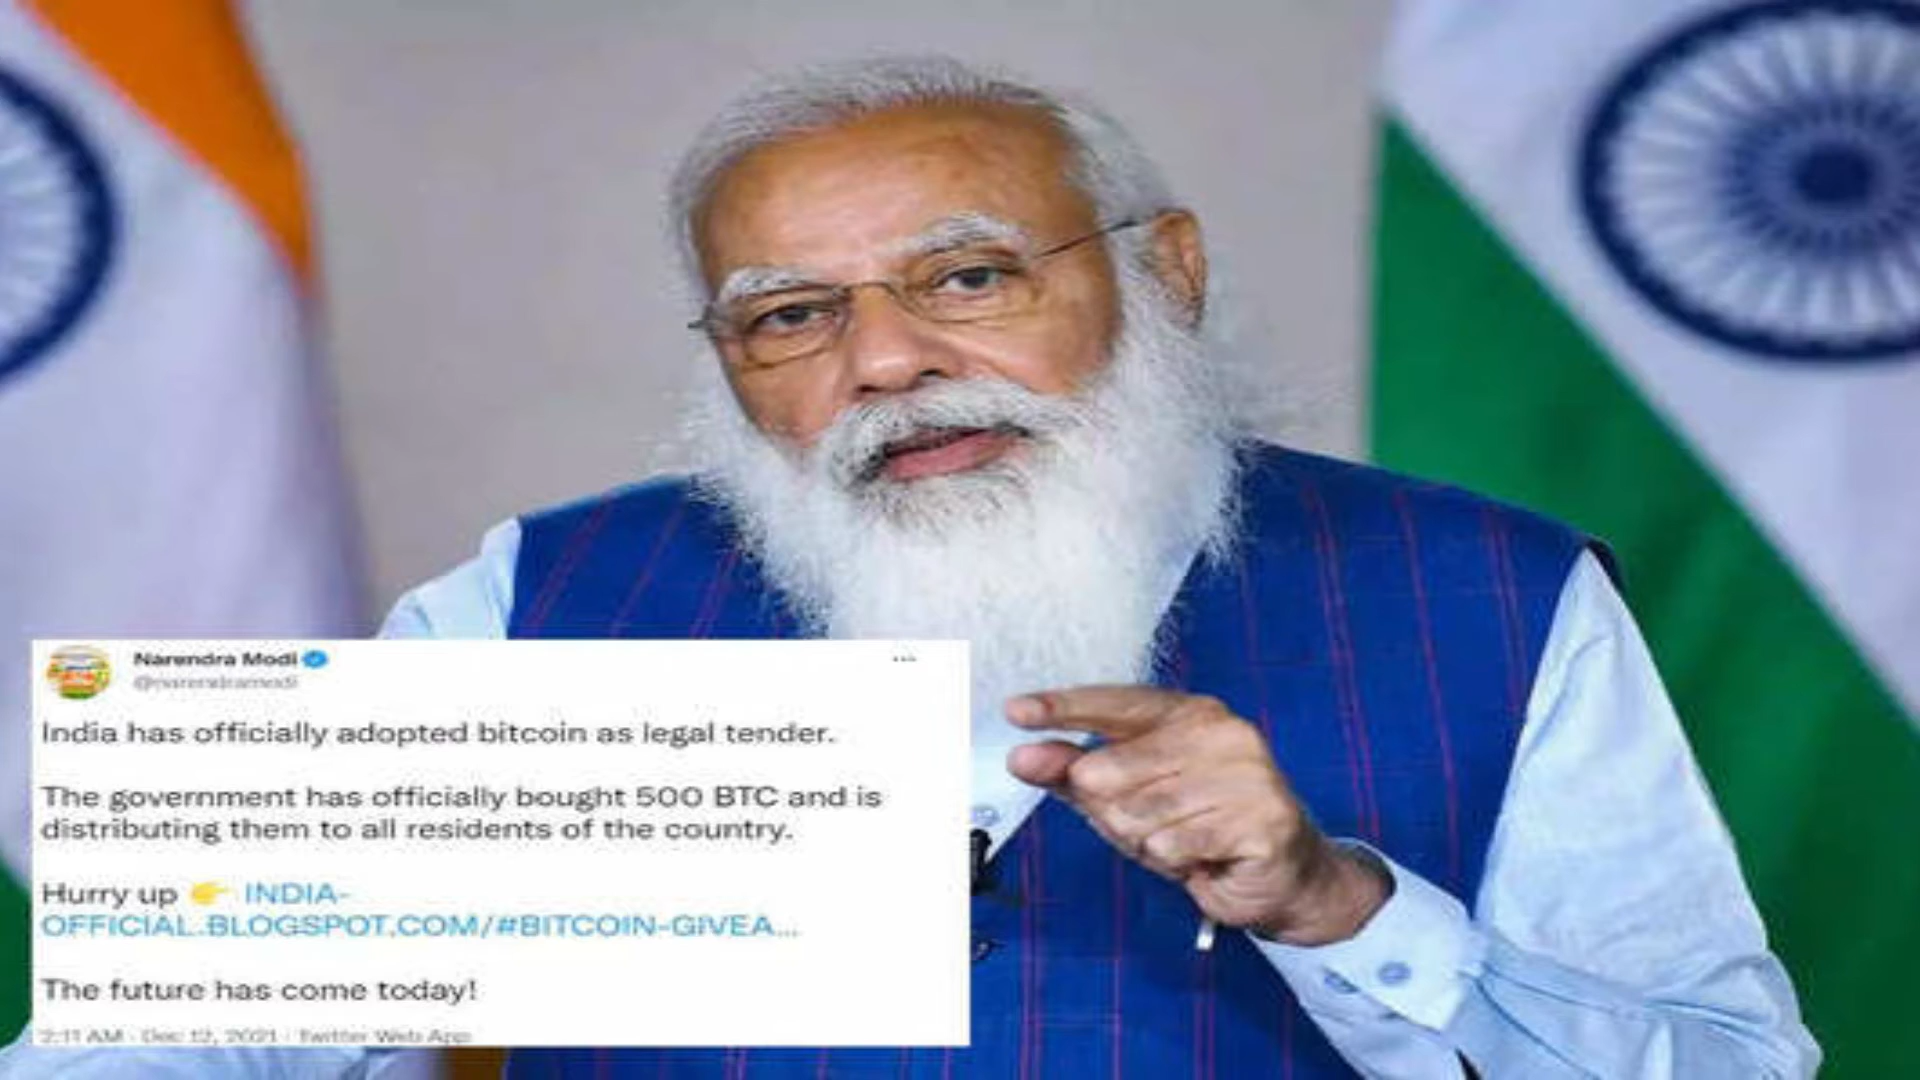 Narendra Modi
@narendramodi
India has officially adopted bitcoin as legal tender.
The government has officially bought 500 BTC and is
distributing them to all residents of the country.
Hurry up 👉 INDIA-
OFFICIAL.BLOGSPOT.COM/#BITCOIN-GIVEA...
The future has come today!
2:11 AM · Dec 12, 2021 · Twitter Web App